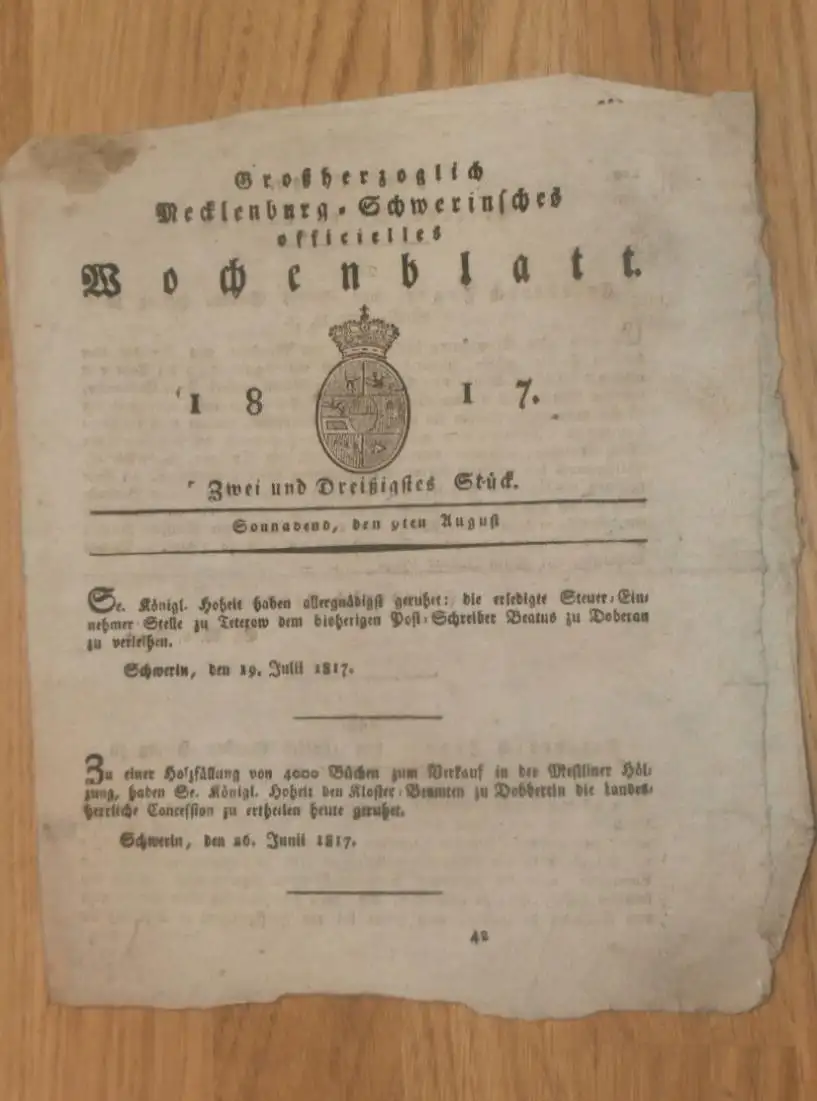 Großherzoglich
Mecklenburg-Schwerinsches
officielles
Wochenblatt.
1817.
Zwei und Dreißigstes Stück.
Sonnabend, den 9ten August
Se. Königl. Hoheit haben allergnädigst geruhet: die erledigte Steuer-Ein-
nehmer Stelle zu Teterow dem bisherigen Post-Schreiber Beatus zu Doberan
zu verleihen.
Schwerin, den 19. Julii 1817.
Zu einer Holzfällung von 4000 Büchen zum Verkauf in der Mestliner Höl-
zung, haben Se. Königl. Hoheit den Kloster-Beamten zu Dobbertin die landes-
herrliche Concession zu ertheilen heute geruhet.
Schwerin, den 26. Junii 1817.
42